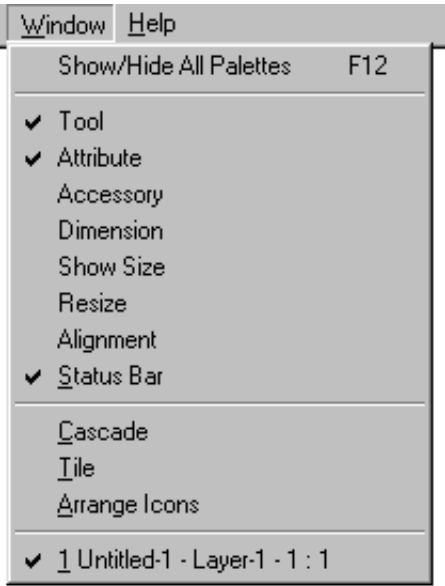 Window Help
Show/Hide All Palettes F12
Tool
Attribute
Accessory
Dimension
Show Size
Resize
Alignment
Status Bar
Cascade
Tile
Arrange Icons
1 Untitled-1 - Layer-1 - 1 : 1